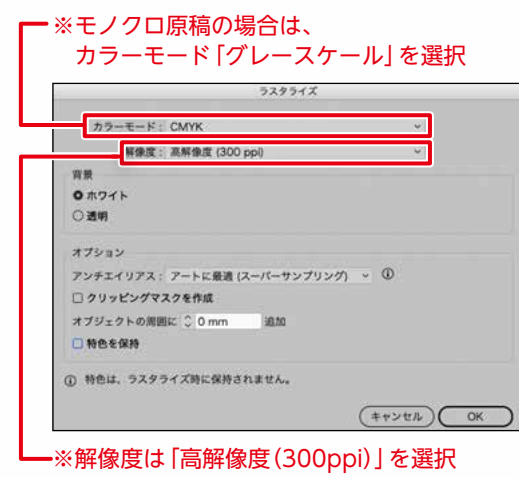 ※モノクロ原稿の場合は、
カラーモード「グレースケール」を選択
ラスタライズ
カラーモード： CMYK
解像度： 高解像度 (300 ppi)
背景
ホワイト
透明
オプション
アンチエイリアス： アートに最適 (スーパーサンプリング)
クリッピングマスクを作成
オブジェクトの周囲に 0 mm 追加
特色を保持
特色は、ラスタライズ時に保持されません。
キャンセル OK
※解像度は「高解像度(300ppi)」を選択